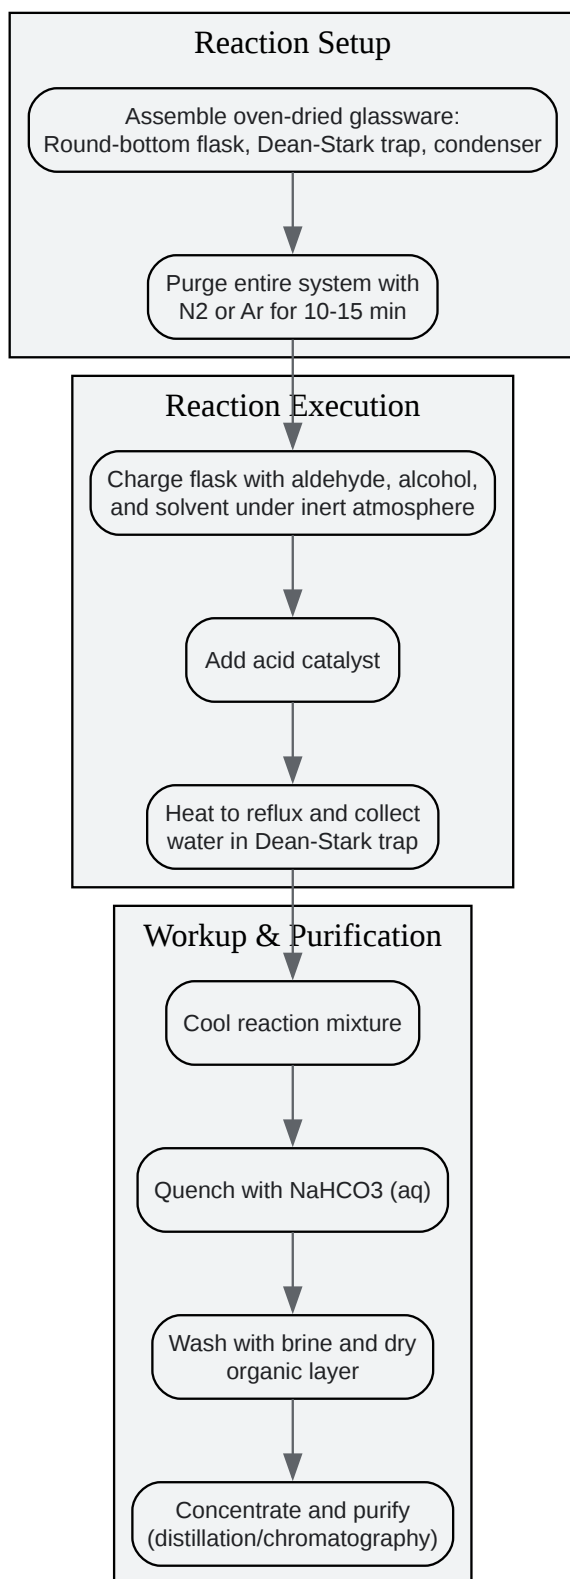 Reaction Setup
Assemble oven-dried glassware:
Round-bottom flask, Dean-Stark trap, condenser
Purge entire system with
N2 or Ar for 10-15 min
Reaction Execution
Charge flask with aldehyde, alcohol,
and solvent under inert atmosphere
Add acid catalyst
Heat to reflux and collect
water in Dean-Stark trap
Workup & Purification
Cool reaction mixture
Quench with NaHCO3 (aq)
Wash with brine and dry
organic layer
Concentrate and purify
(distillation/chromatography)